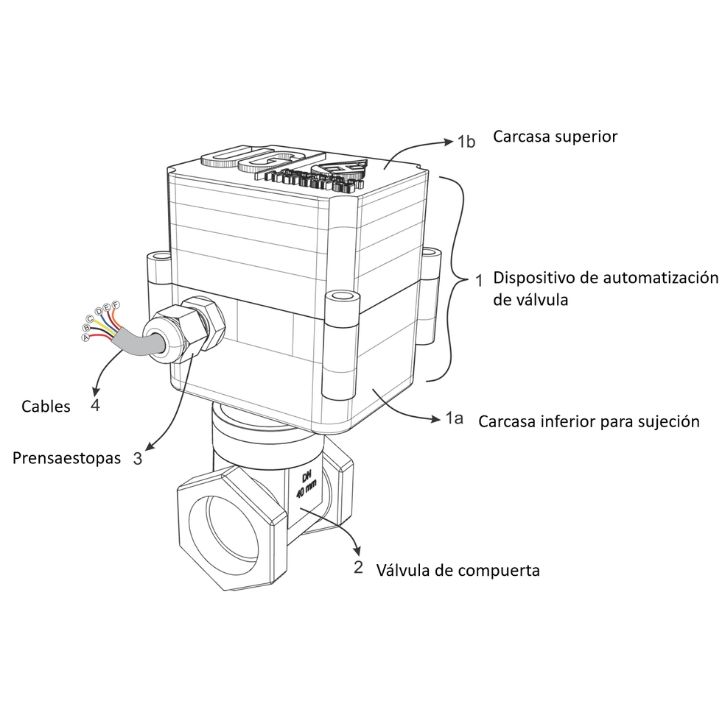 1b Carcasa superior
1 Dispositivo de automatización
de válvula
C D E F
B
A
Cables 4
1a Carcasa inferior para sujeción
Prensaestopas 3
DN
40 mm
2 Válvula de compuerta